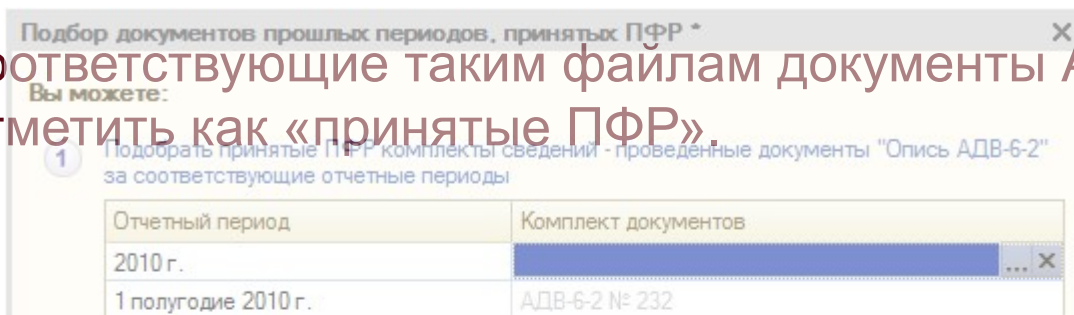 Подбор документов прошлых периодов, принятых ПФР *
ответствующие таким файлам документы
Вы можете:
тметить как «принятые ПФР».
1 Подобрать принятые ПФР комплекты сведений - проведенные документы "Опись АДВ-6-2"
за соответствующие отчетные периоды
Отчетный период Комплект документов
2010 г. ... ×
1 полугодие 2010 г. АДВ-6-2 № 232